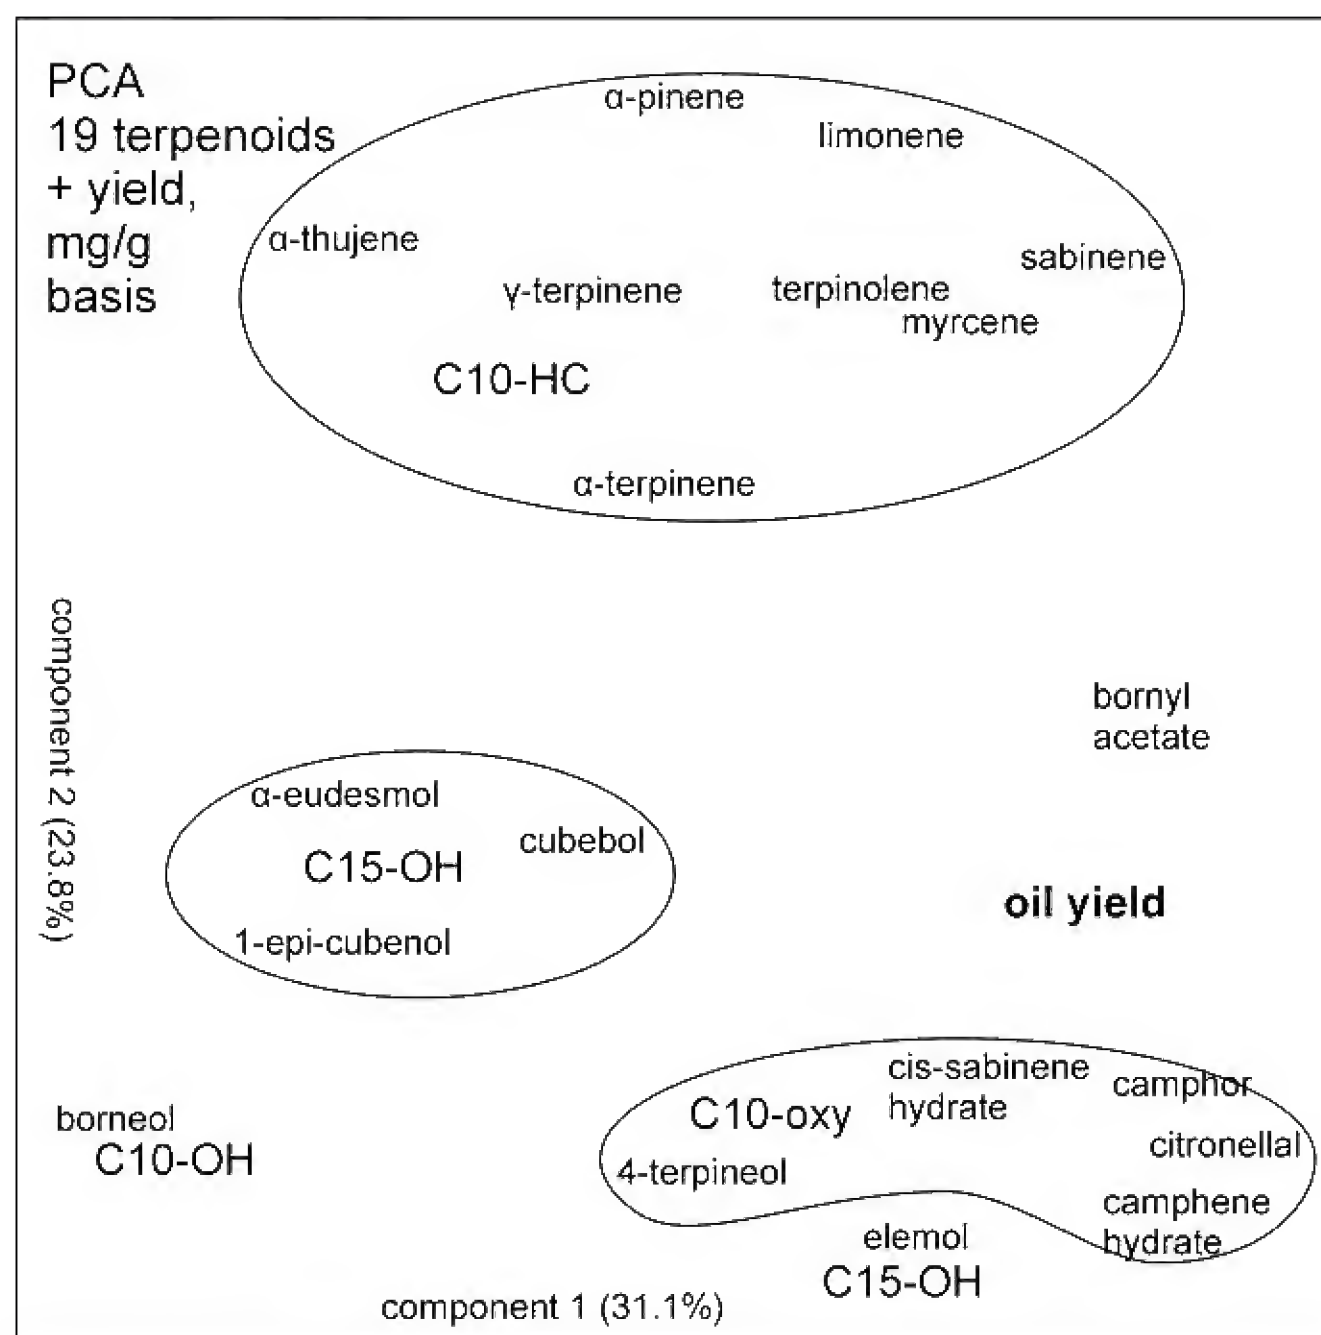 PCA
19 terpenoids
+ yield,
mg/g
basis
α-pinene
limonene
α-thujene
sabinene
γ-terpinene
terpinolene
myrcene
C10-HC
α-terpinene
component 2 (23.8%)
bornyl
acetate
α-eudesmol
cubebol
C15-OH
oil yield
1-epi-cubenol
borneol
C10-OH
cis-sabinene
hydrate
camphor
C10-oxy
citronellal
4-terpineol
camphene
hydrate
elemol
C15-OH
component 1 (31.1%)